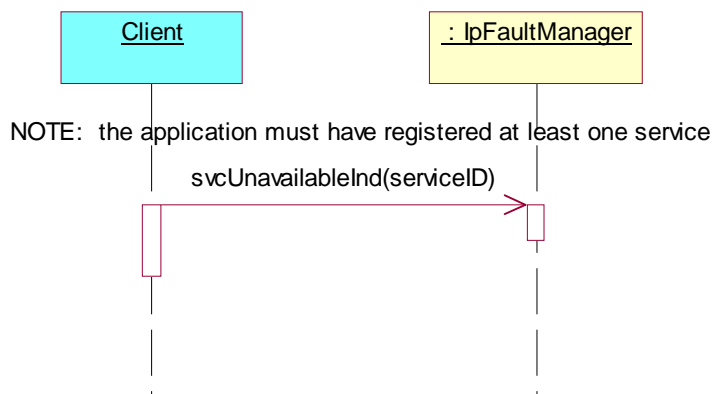 Client
: IpFaultManager
NOTE: the application must have registered at least one service
svcUnavailableInd(serviceID)